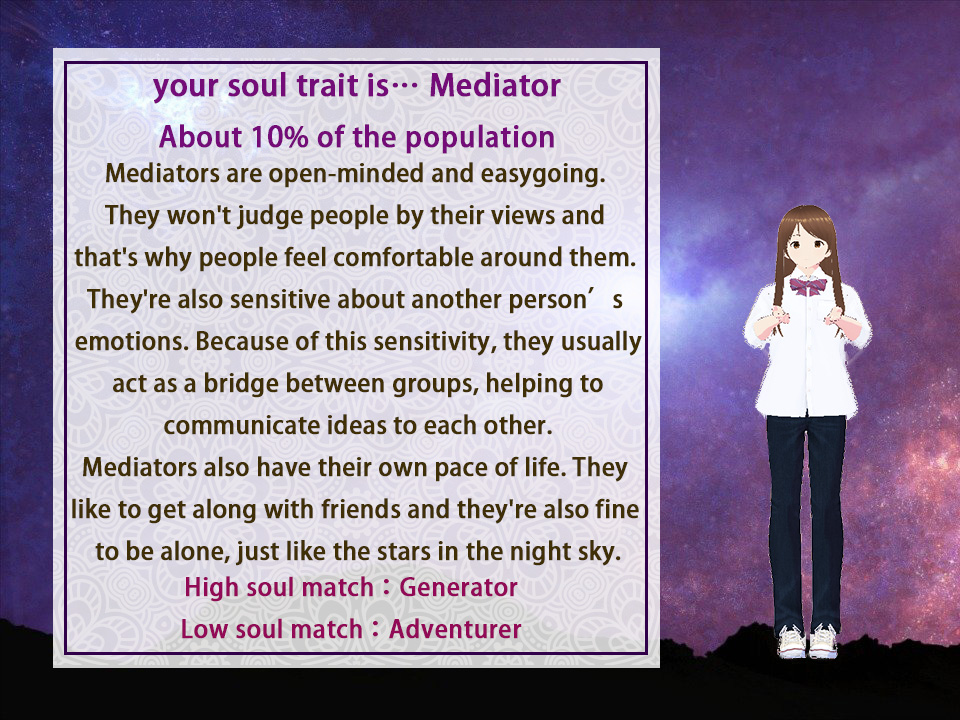 your soul trait is… Mediator
About 10% of the population
Mediators are open-minded and easygoing.
They won't judge people by their views and
that's why people feel comfortable around them.
They're also sensitive about another person’s
emotions. Because of this sensitivity, they usually
act as a bridge between groups, helping to
communicate ideas to each other.
Mediators also have their own pace of life. They
like to get along with friends and they're also fine
to be alone, just like the stars in the night sky.
High soul match：Generator
Low soul match：Adventurer